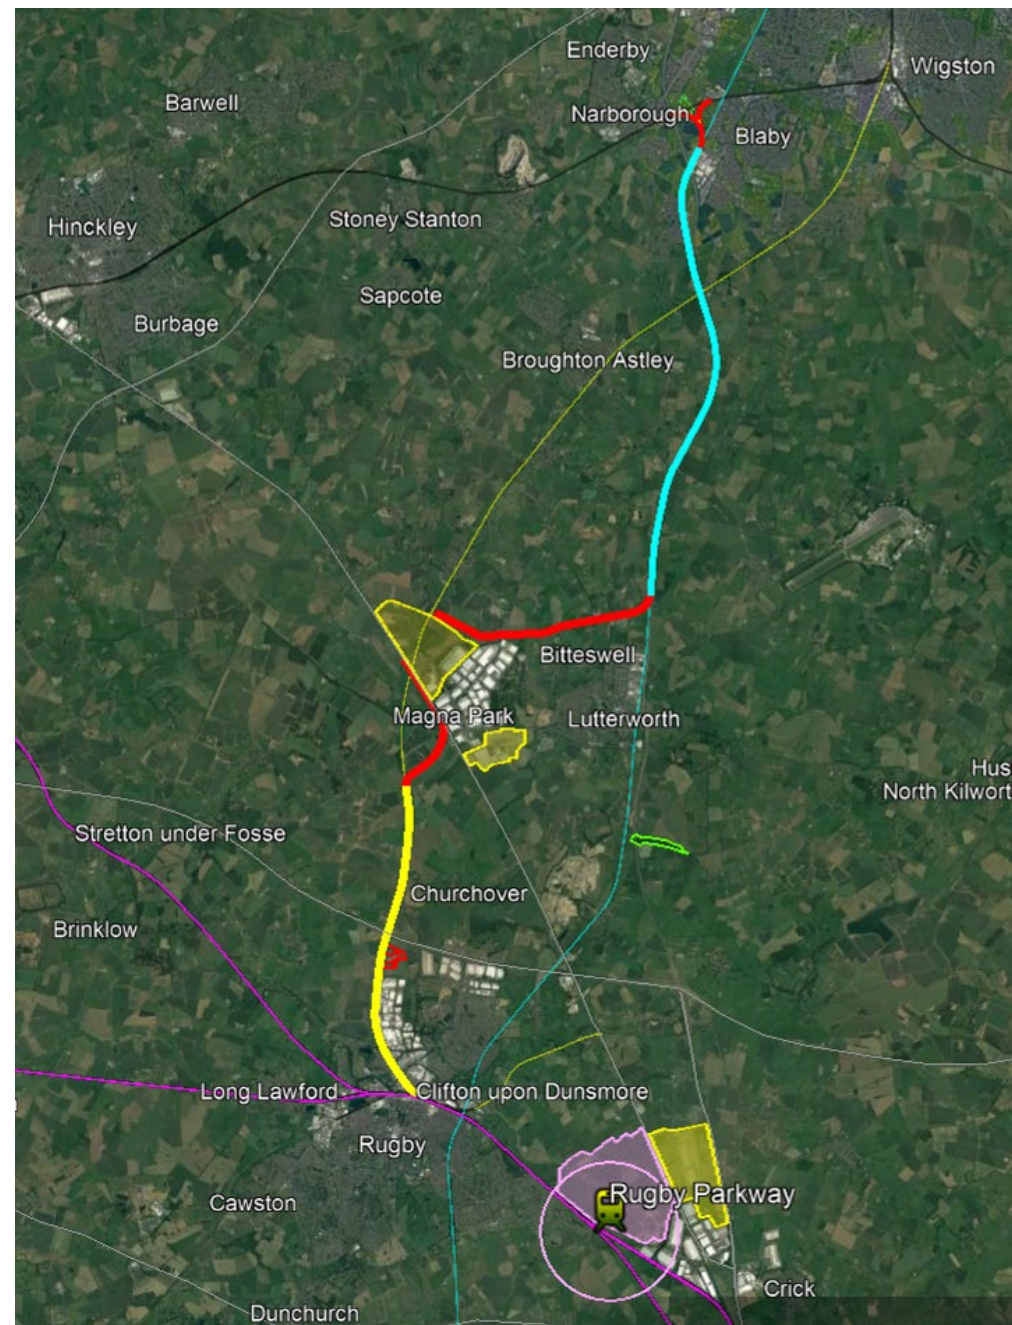 Enderby
Wigston
Barwell
Narborough
Blaby
Hinckley
Stoney Stanton
Sapcote
Burbage
Broughton Astley
Bitteswell
Magna Park
Lutterworth
Hus
North Kilwort
Stretton under Fosse
Churchover
Brinklow
Long Lawford
Clifton upon Dunsmore
Rugby
Rugby Parkway
Cawston
Crick
Dunchurch